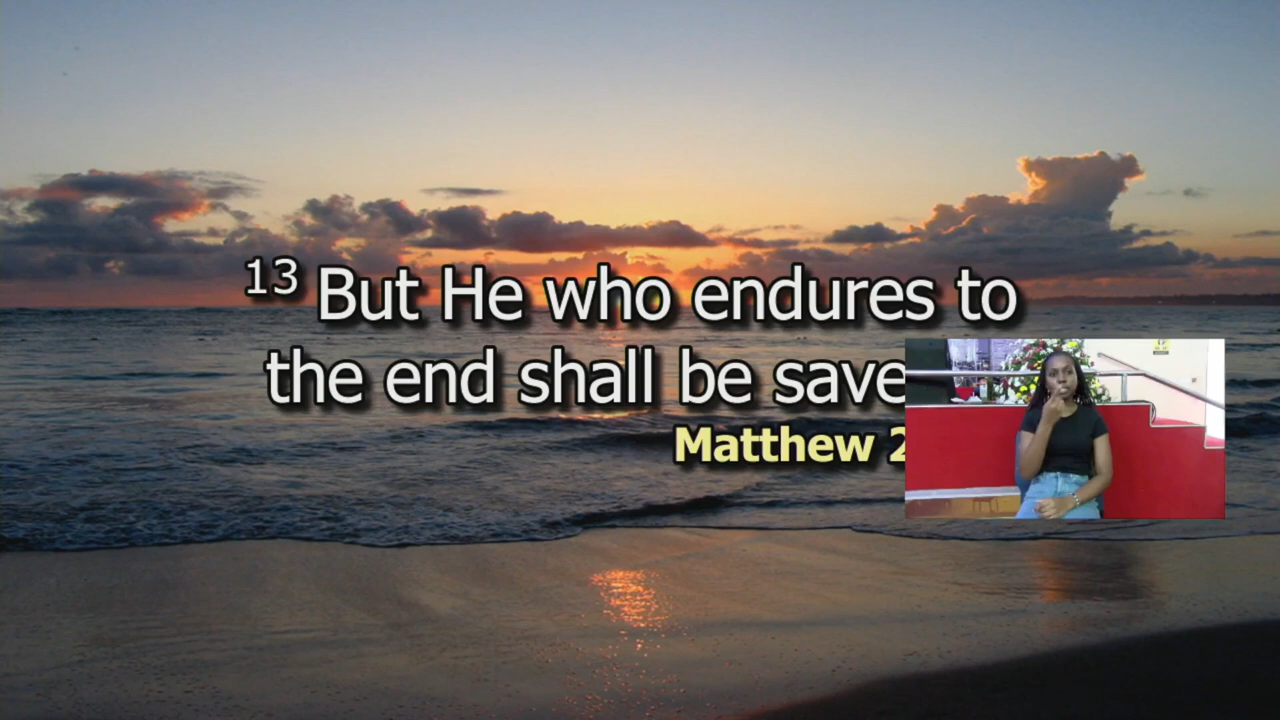 13 But He who endures to
the end shall be save
Matthew 2